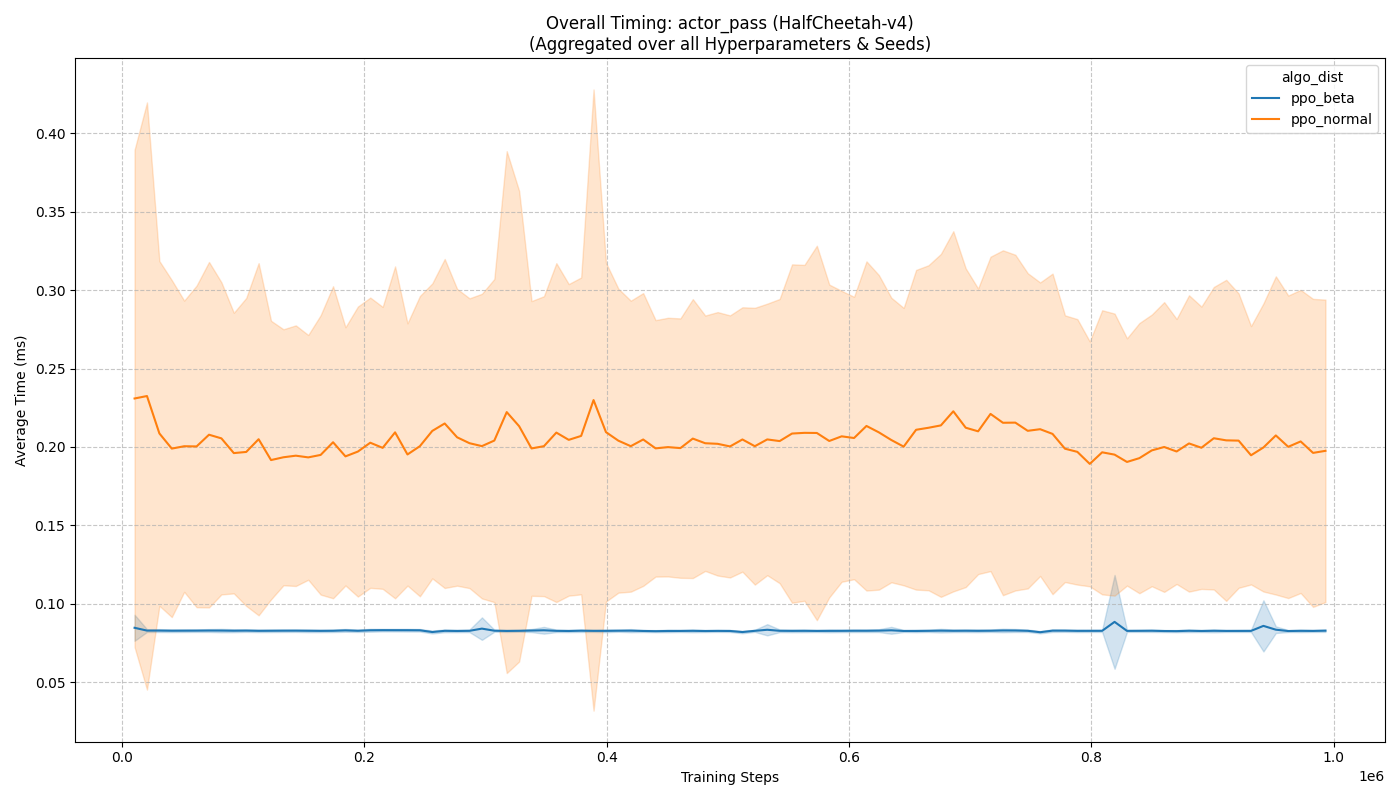 Overall Timing: actor_pass (HalfCheetah-v4)
(Aggregated over all Hyperparameters & Seeds)
algo_dist
ppo_beta
ppo_normal
Average Time (ms)
0.40
0.35
0.30
0.25
0.20
0.15
0.10
0.05
0.0 0.2 0.4 0.6 0.8 1.0
1e6
Training Steps